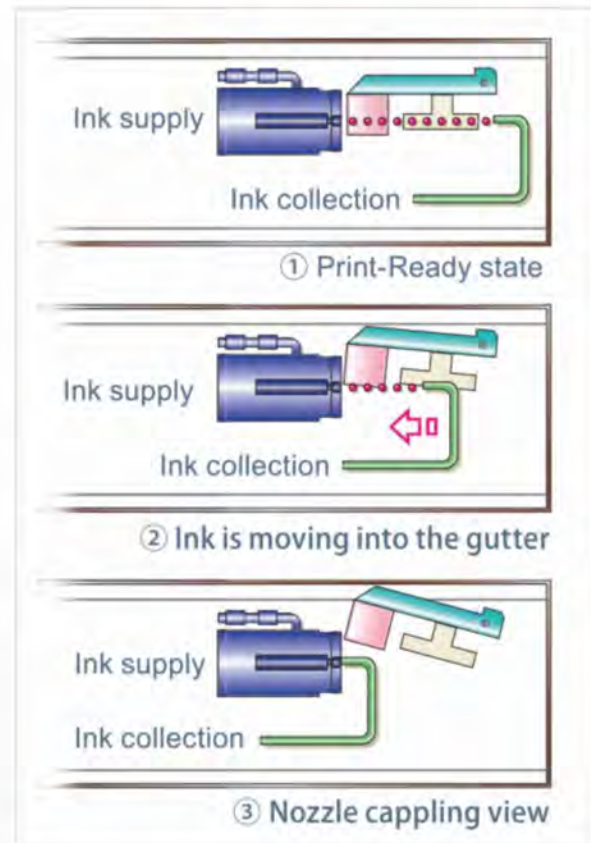 Ink supply
Ink collection
① Print-Ready state
Ink supply
Ink collection
② Ink is moving into the gutter
Ink supply
Ink collection
③ Nozzle cappling view